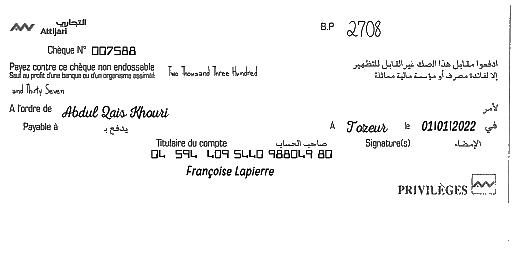 التجاري
Attijari
B.P 2708
Chèque N° 007588
Payez contre ce chèque non endossable Two Thousand Three Hundred ادفعوا مقابل هذا الصك غير القابل للتظهير
Sauf au profit d'une banque ou d'un organisme assimilé إلا لفائدة مصرف أو مؤسسة مالية مماثلة
and Thirty Seven
A l'ordre de Abdul Qais Khouri لأمر
Payable à يدفع بـ A Tozeur le 01/01/2022 في
Titulaire du compte صاحب الحساب Signature(s) الإمضاء
04 594 409 5440 988049 80
Françoise Lapierre
PRIVILÈGES